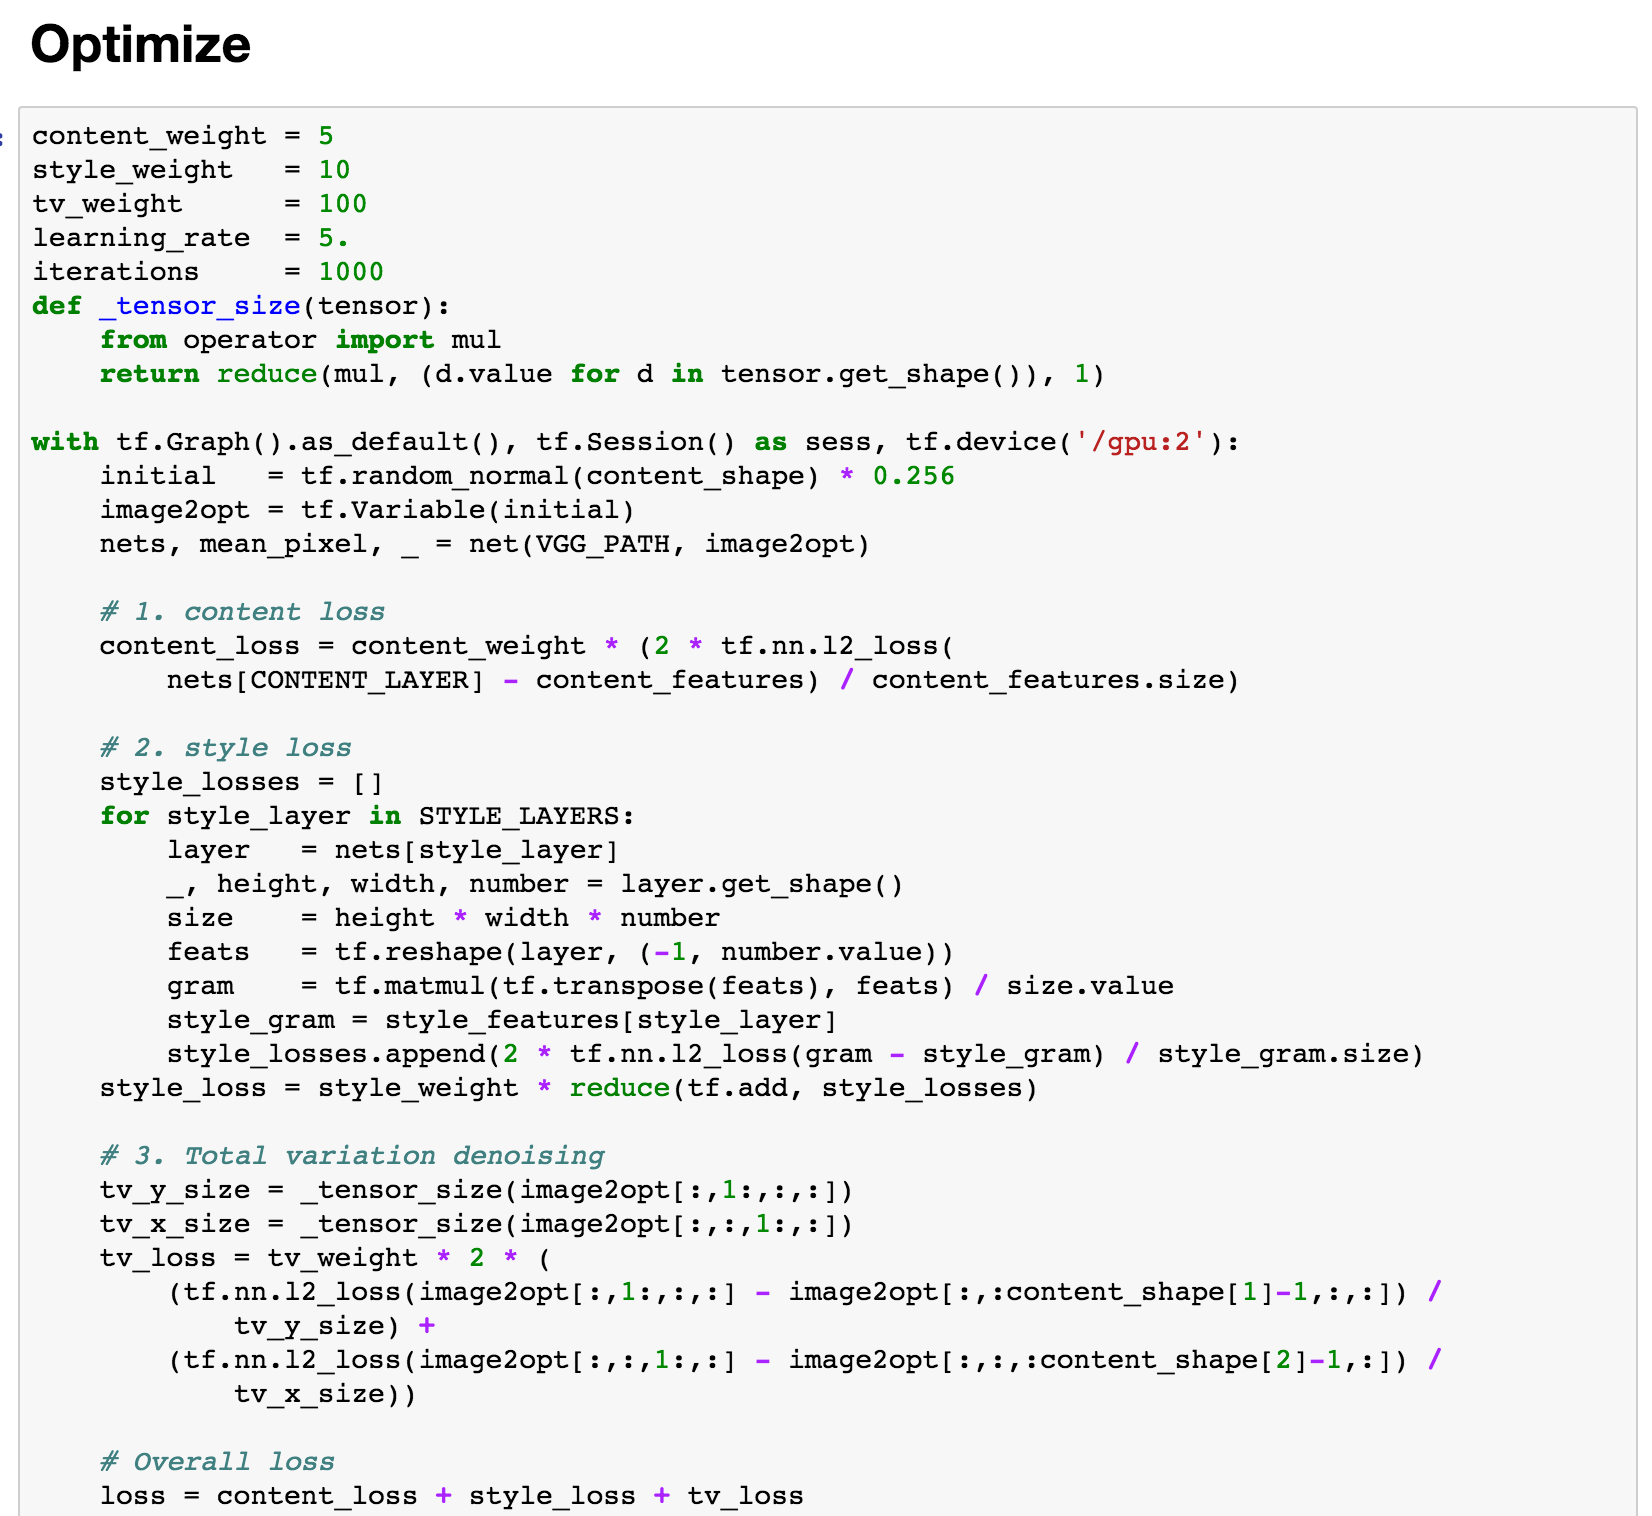 Optimize
:
content_weight = 5
style_weight   = 10
tv_weight      = 100
learning_rate  = 5.
iterations     = 1000
def _tensor_size(tensor):
    from operator import mul
    return reduce(mul, (d.value for d in tensor.get_shape()), 1)

with tf.Graph().as_default(), tf.Session() as sess, tf.device('/gpu:2'):
    initial   = tf.random_normal(content_shape) * 0.256
    image2opt = tf.Variable(initial)
    nets, mean_pixel, _ = net(VGG_PATH, image2opt)

    # 1. content loss
    content_loss = content_weight * (2 * tf.nn.l2_loss(
        nets[CONTENT_LAYER] - content_features) / content_features.size)

    # 2. style loss
    style_losses = []
    for style_layer in STYLE_LAYERS:
        layer   = nets[style_layer]
        _, height, width, number = layer.get_shape()
        size    = height * width * number
        feats   = tf.reshape(layer, (-1, number.value))
        gram    = tf.matmul(tf.transpose(feats), feats) / size.value
        style_gram = style_features[style_layer]
        style_losses.append(2 * tf.nn.l2_loss(gram - style_gram) / style_gram.size)
    style_loss = style_weight * reduce(tf.add, style_losses)

    # 3. Total variation denoising
    tv_y_size = _tensor_size(image2opt[:,1:,:,:])
    tv_x_size = _tensor_size(image2opt[:,:,1:,:])
    tv_loss = tv_weight * 2 * (
        (tf.nn.l2_loss(image2opt[:,1:,:,:] - image2opt[:,:content_shape[1]-1,:,:]) /
            tv_y_size) +
        (tf.nn.l2_loss(image2opt[:,:,1:,:] - image2opt[:,:,:content_shape[2]-1,:]) /
            tv_x_size))

    # Overall loss
    loss = content_loss + style_loss + tv_loss